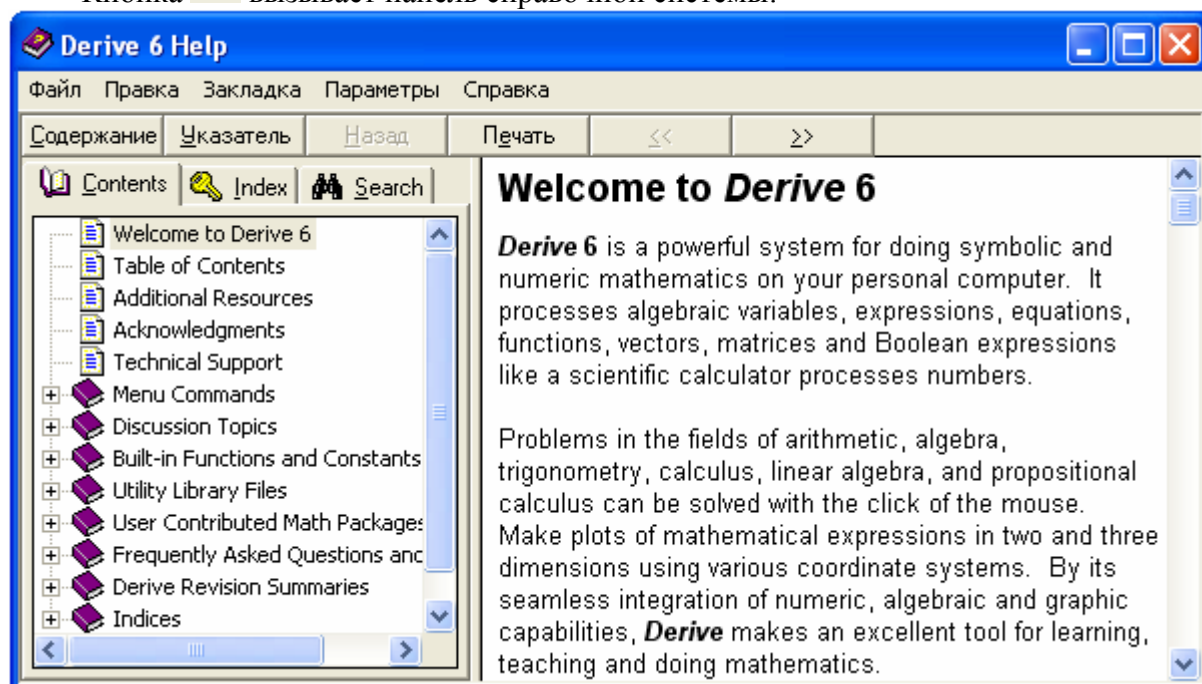 Кнопка вызывает панель справочной системы.
Derive 6 Help
Файл Правка Закладка Параметры Справка
Содержание Указатель Назад Печать << >>
Contents Index Search
Welcome to Derive 6
Table of Contents
Additional Resources
Acknowledgments
Technical Support
Menu Commands
Discussion Topics
Built-in Functions and Constants
Utility Library Files
User Contributed Math Packages
Frequently Asked Questions and
Derive Revision Summaries
Indices
Welcome to Derive 6
Derive 6 is a powerful system for doing symbolic and
numeric mathematics on your personal computer. It
processes algebraic variables, expressions, equations,
functions, vectors, matrices and Boolean expressions
like a scientific calculator processes numbers.
Problems in the fields of arithmetic, algebra,
trigonometry, calculus, linear algebra, and propositional
calculus can be solved with the click of the mouse.
Make plots of mathematical expressions in two and three
dimensions using various coordinate systems. By its
seamless integration of numeric, algebraic and graphic
capabilities, Derive makes an excellent tool for learning,
teaching and doing mathematics.